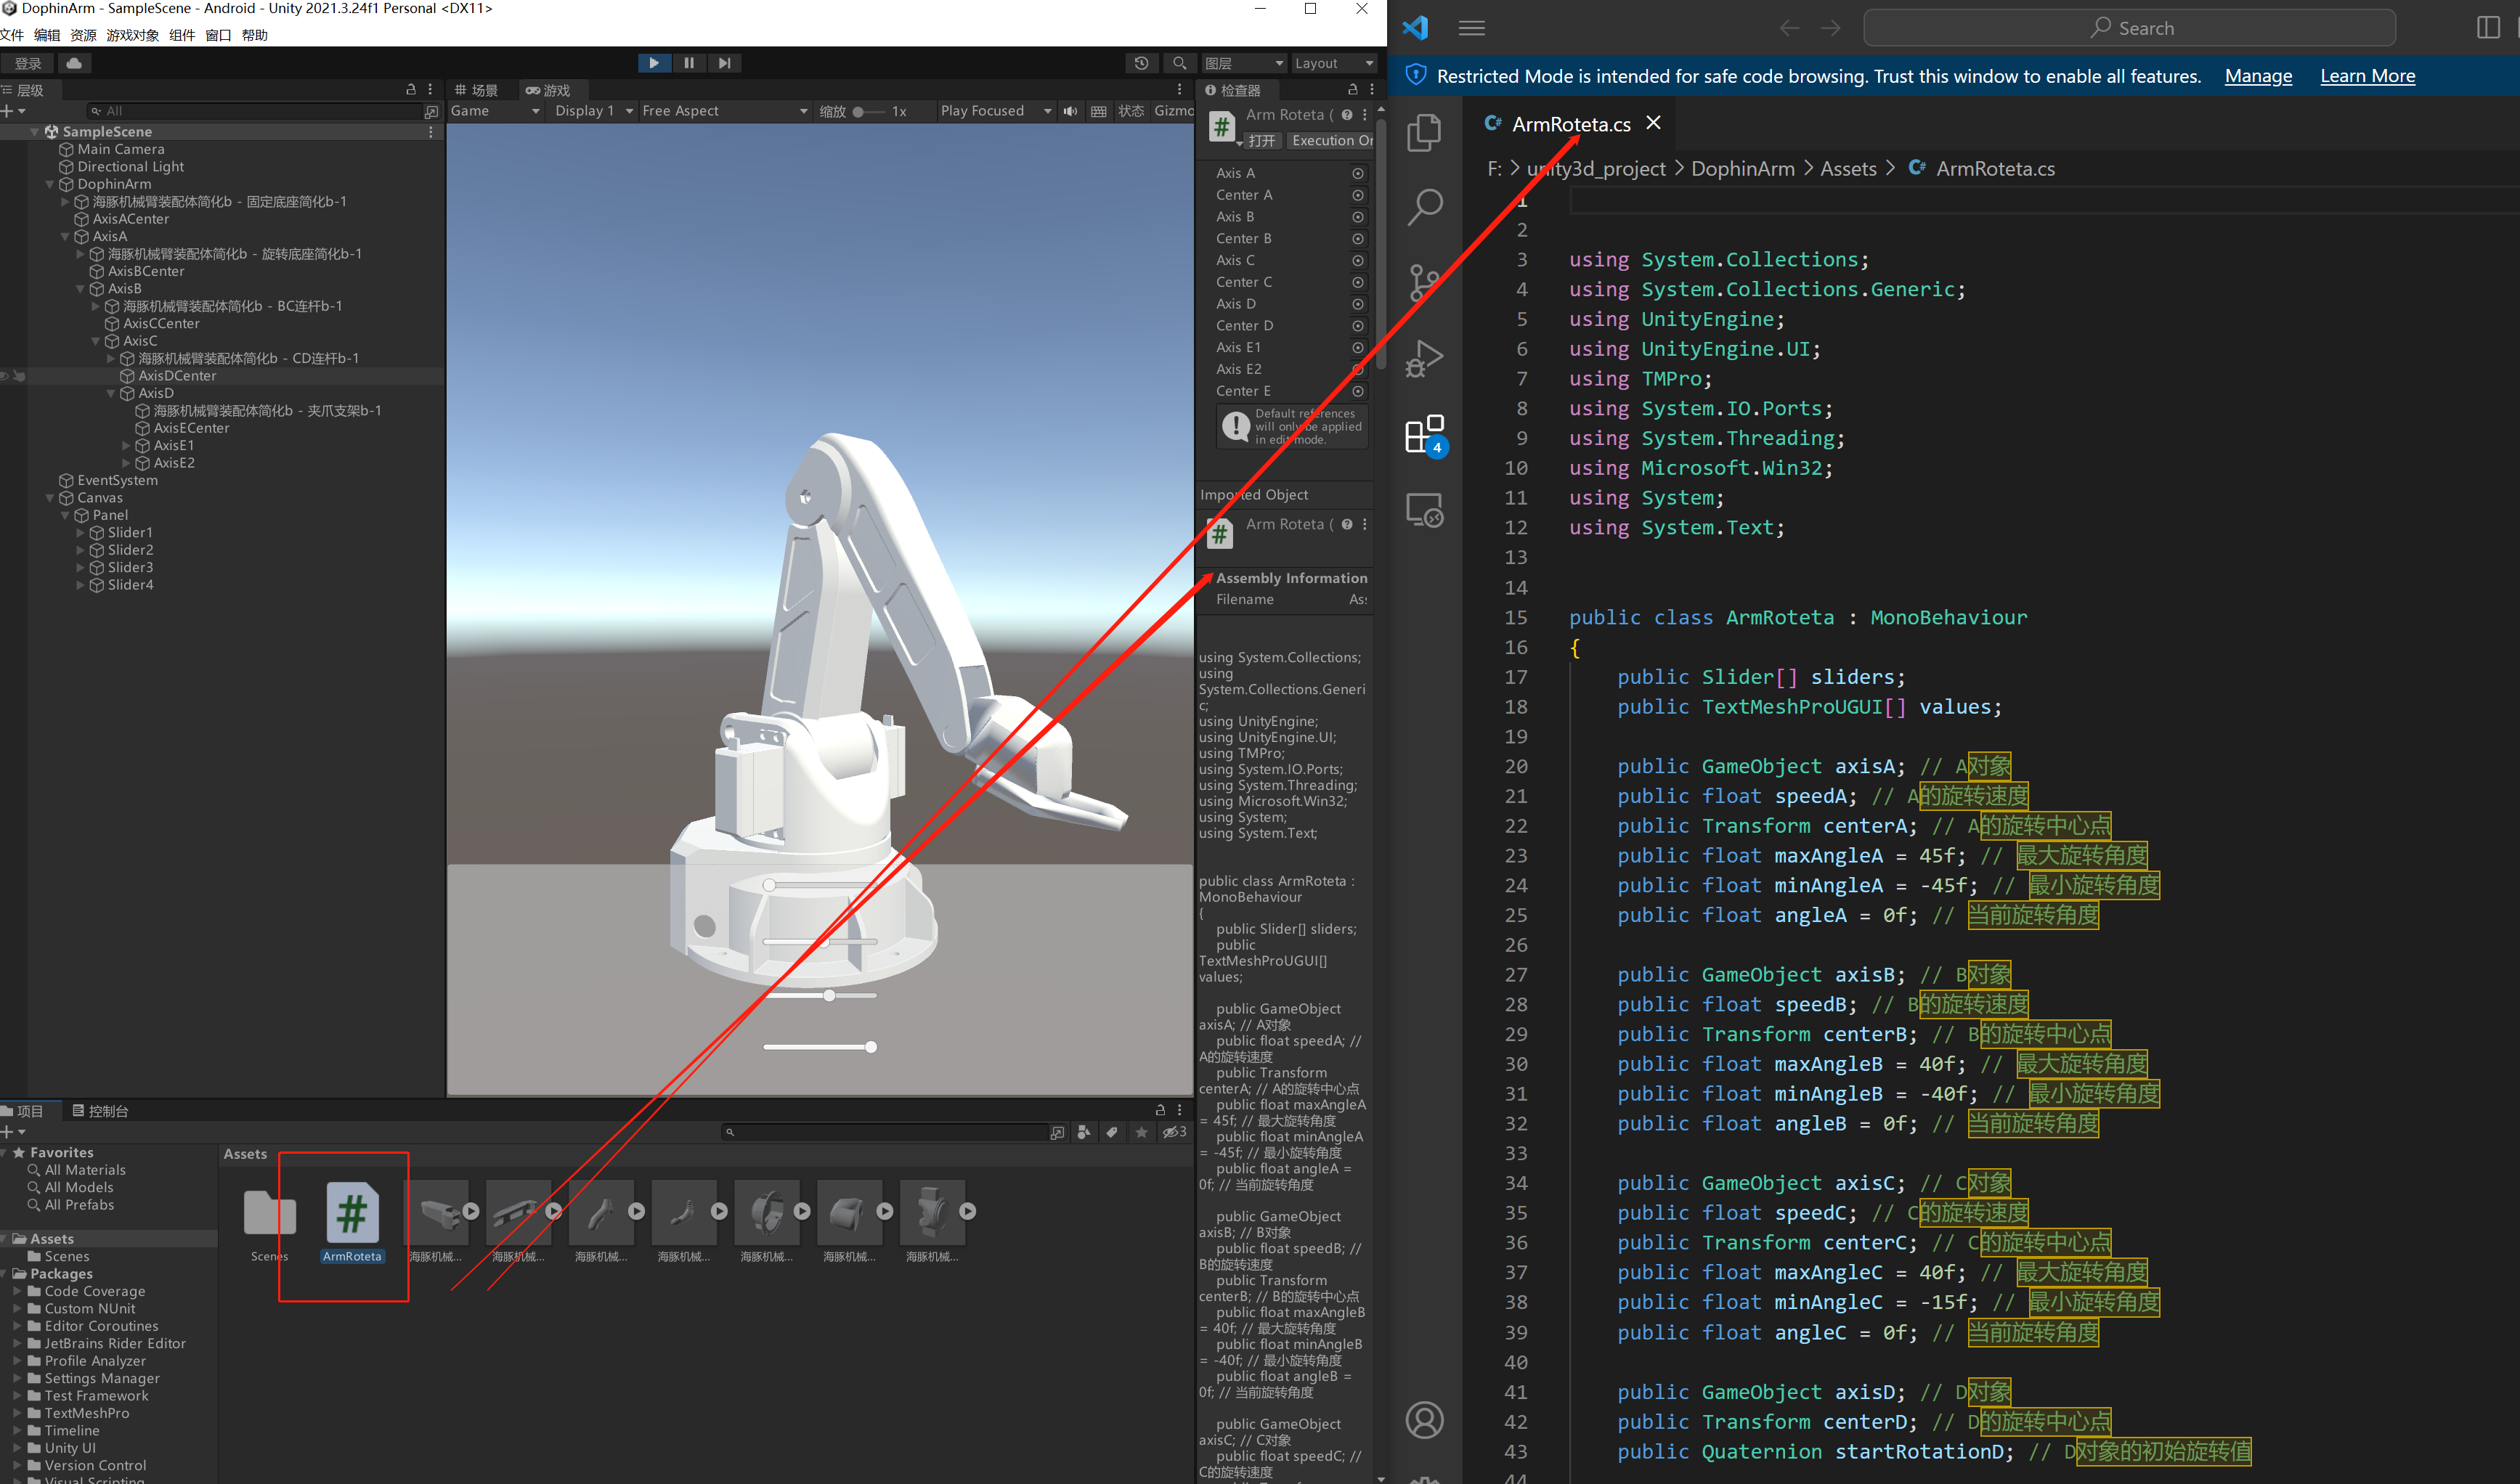 DophinArm - SampleScene - Android - Unity 2021.3.24f1 Personal <DX11>
文件 编辑 资源 游戏对象 组件 窗口 帮助
登录
图层
Layout
层级
All
SampleScene
Main Camera
Directional Light
DophinArm
海豚机械臂装配体简化b - 固定底座简化b-1
AxisACenter
AxisA
海豚机械臂装配体简化b - 旋转底座简化b-1
AxisBCenter
AxisB
海豚机械臂装配体简化b - BC连杆b-1
AxisCCenter
AxisC
海豚机械臂装配体简化b - CD连杆b-1
AxisDCenter
AxisD
海豚机械臂装配体简化b - 夹爪支架b-1
AxisECenter
AxisE1
AxisE2
EventSystem
Canvas
Panel
Slider1
Slider2
Slider3
Slider4
场景 游戏
Game Display 1 Free Aspect 缩放 1x Play Focused 状态 Gizmo
检查器
Arm Roteta (
打开 Execution Or
Axis A
Center A
Axis B
Center B
Axis C
Center C
Axis D
Center D
Axis E1
Axis E2
Center E
Default references
will only be applied
in edit mode.
Imported Object
Arm Roteta (
Assembly Information
Filename As
using System.Collections;
using
System.Collections.Generi
c;
using UnityEngine;
using UnityEngine.UI;
using TMPro;
using System.IO.Ports;
using System.Threading;
using Microsoft.Win32;
using System;
using System.Text;
public class ArmRoteta :
MonoBehaviour
{
public Slider[] sliders;
public
TextMeshProUGUI[]
values;
public GameObject
axisA; // A对象
public float speedA; //
A的旋转速度
public Transform
centerA; // A的旋转中心点
public float maxAngleA
= 45f; // 最大旋转角度
public float minAngleA
= -45f; // 最小旋转角度
public float angleA =
0f; // 当前旋转角度
public GameObject
axisB; // B对象
public float speedB; //
B的旋转速度
public Transform
centerB; // B的旋转中心点
public float maxAngleB
= 40f; // 最大旋转角度
public float minAngleB
= -40f; // 最小旋转角度
public float angleB =
0f; // 当前旋转角度
public GameObject
axisC; // C对象
public float speedC; //
C的旋转速度
项目 控制台
3
Favorites
All Materials
All Models
All Prefabs
Assets
Scenes
Packages
Code Coverage
Custom NUnit
Editor Coroutines
JetBrains Rider Editor
Profile Analyzer
Settings Manager
Test Framework
TextMeshPro
Timeline
Unity UI
Version Control
Visual Scripting
Assets
Scenes
ArmRoteta
海豚机械...
海豚机械...
海豚机械...
海豚机械...
海豚机械...
海豚机械...
海豚机械...
Search
Restricted Mode is intended for safe code browsing. Trust this window to enable all features. Manage Learn More
ArmRoteta.cs
F: > unity3d_project > DophinArm > Assets > ArmRoteta.cs
4
1
2
3 using System.Collections;
4 using System.Collections.Generic;
5 using UnityEngine;
6 using UnityEngine.UI;
7 using TMPro;
8 using System.IO.Ports;
9 using System.Threading;
10 using Microsoft.Win32;
11 using System;
12 using System.Text;
13
14
15 public class ArmRoteta : MonoBehaviour
16 {
17 public Slider[] sliders;
18 public TextMeshProUGUI[] values;
19
20 public GameObject axisA; // A对象
21 public float speedA; // A的旋转速度
22 public Transform centerA; // A的旋转中心点
23 public float maxAngleA = 45f; // 最大旋转角度
24 public float minAngleA = -45f; // 最小旋转角度
25 public float angleA = 0f; // 当前旋转角度
26
27 public GameObject axisB; // B对象
28 public float speedB; // B的旋转速度
29 public Transform centerB; // B的旋转中心点
30 public float maxAngleB = 40f; // 最大旋转角度
31 public float minAngleB = -40f; // 最小旋转角度
32 public float angleB = 0f; // 当前旋转角度
33
34 public GameObject axisC; // C对象
35 public float speedC; // C的旋转速度
36 public Transform centerC; // C的旋转中心点
37 public float maxAngleC = 40f; // 最大旋转角度
38 public float minAngleC = -15f; // 最小旋转角度
39 public float angleC = 0f; // 当前旋转角度
40
41 public GameObject axisD; // D对象
42 public Transform centerD; // D的旋转中心点
43 public Quaternion startRotationD; // D对象的初始旋转值
44